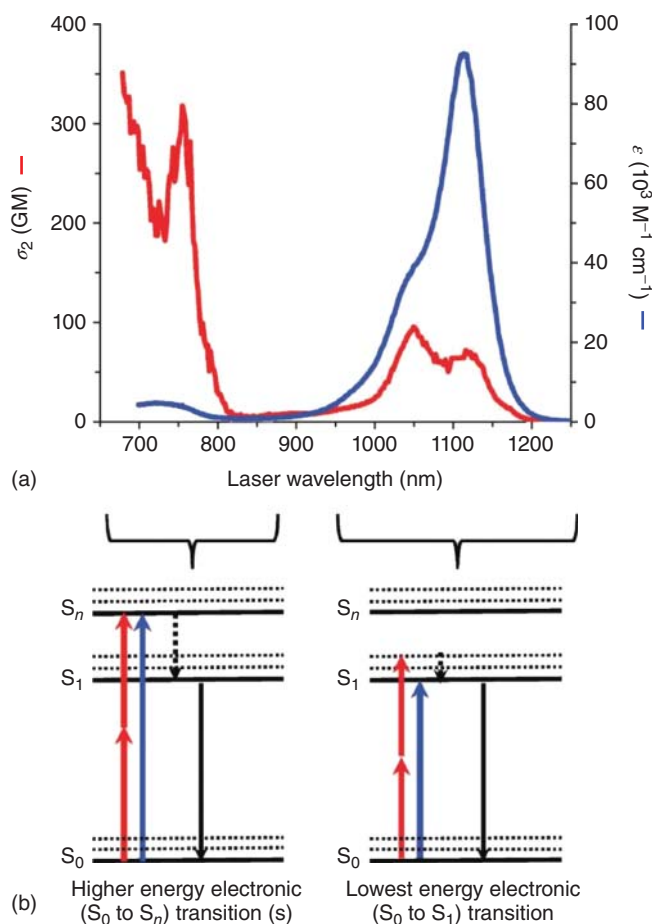 400
300
200
100
0
σ2 (GM)
100
80
60
40
20
0
ε (10³ M⁻¹ cm⁻¹)
700 800 900 1000 1100 1200
(a) Laser wavelength (nm)
Sn Sn
S1 S1
S0 S0
(b) Higher energy electronic Lowest energy electronic
(S0 to Sn) transition (s) (S0 to S1) transition